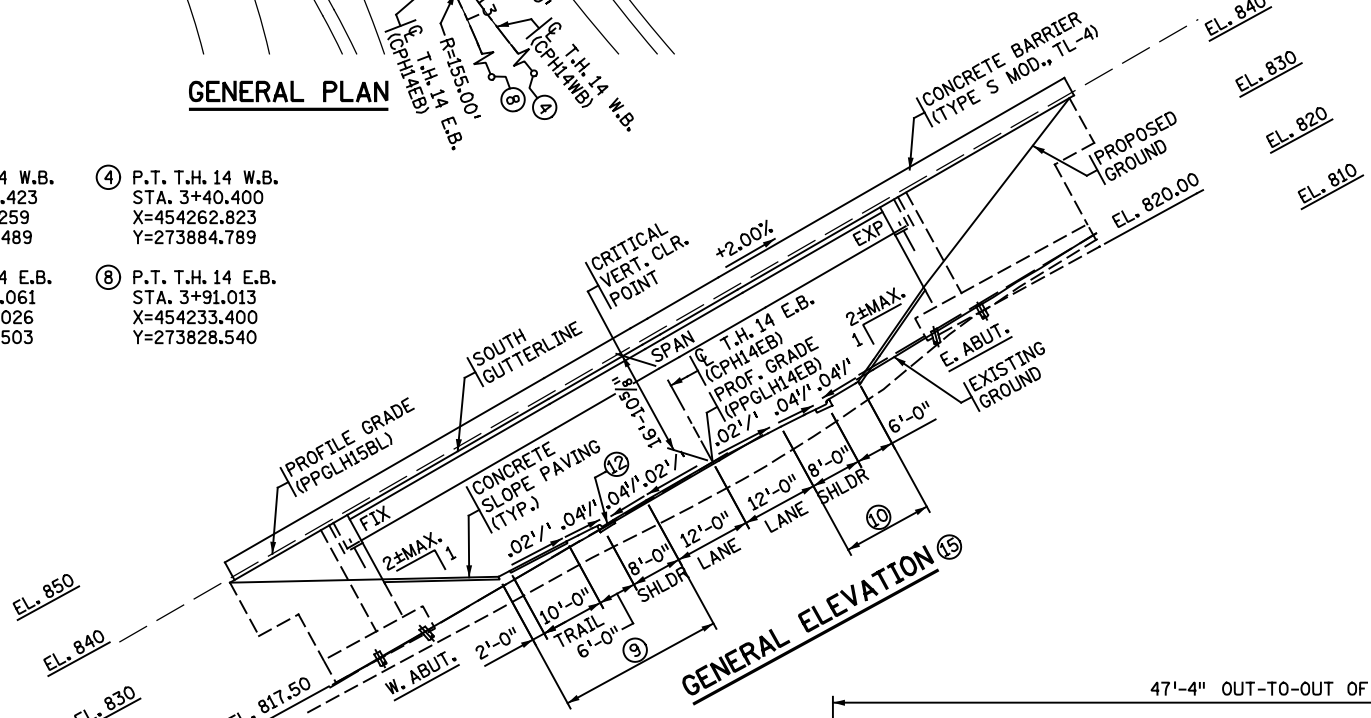 GENERAL PLAN
℄ T.H. 14 E.B.
(CPH14EB)
R=155.00'
⑧
④
℄ T.H. 14 W.B.
(CPH14WB)
4 W.B.
.423
259
489
④ P.T. T.H. 14 W.B.
STA. 3+40.400
X=454262.823
Y=273884.789
4 E.B.
.061
026
503
⑧ P.T. T.H. 14 E.B.
STA. 3+91.013
X=454233.400
Y=273828.540
CONCRETE BARRIER
(TYPE S MOD., TL-4)
EL. 840
EL. 830
EL. 820
EL. 810
PROPOSED
GROUND
EL. 820.00
CRITICAL
VERT. CLR.
POINT
+2.00%
EXP
SOUTH
GUTTERLINE
SPAN
℄ T.H. 14 E.B.
(CPH14EB)
PROF. GRADE
(PPGLH14EB)
2±MAX.
1
E. ABUT.
EXISTING
GROUND
16'-10 5/8"
PROFILE GRADE
(PPGLH15BL)
CONCRETE
SLOPE PAVING
(TYP.)
⑫
FIX
2±MAX.
1
.02'/' .04'/' .04'/' .02'/'
.02'/' .04'/' .04'/'
2'-0"
10'-0"
TRAIL
6'-0"
8'-0"
SHLDR
12'-0"
LANE
12'-0"
LANE
8'-0"
SHLDR
6'-0"
⑨
⑩
W. ABUT.
EL. 850
EL. 840
EL. 830
EL. 817.50
GENERAL ELEVATION ⑮
47'-4" OUT-TO-OUT OF